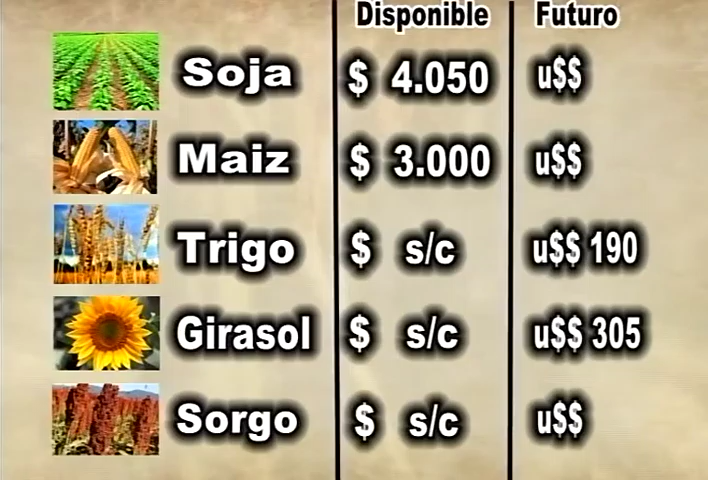 Disponible Futuro
Soja $ 4.050 u$$
Maiz $ 3.000 u$$
Trigo $ s/c u$$ 190
Girasol $ s/c u$$ 305
Sorgo $ s/c u$$